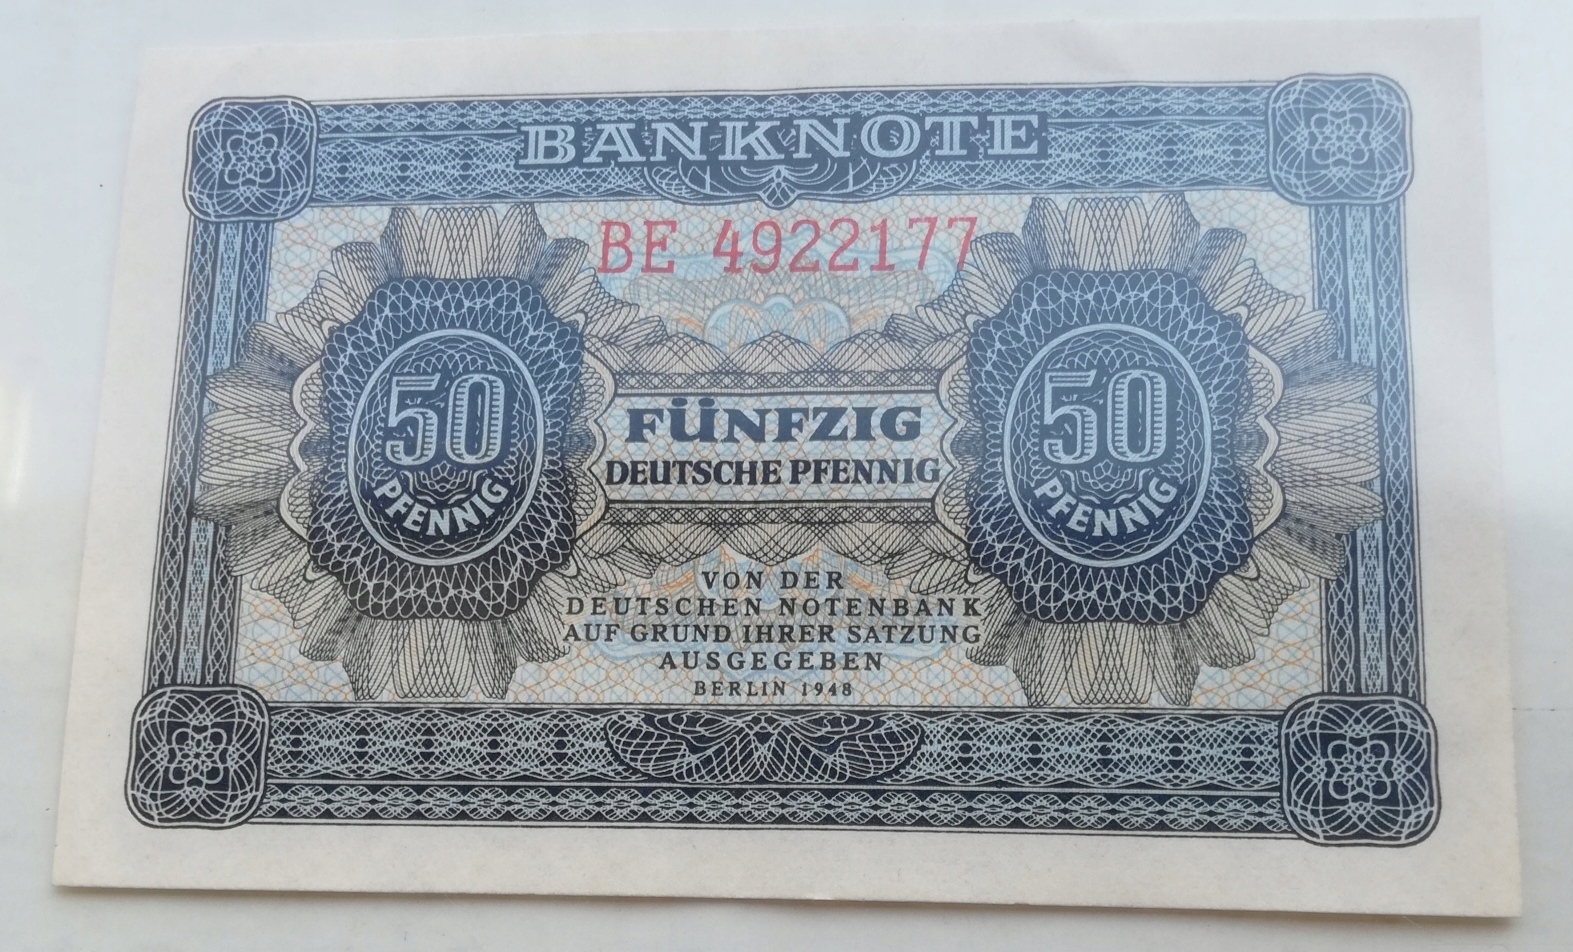 BANKNOTE
BE 4922177
50
PFENNIG
FÜNFZIG
DEUTSCHE PFENNIG
50
PFENNIG
VON DER
DEUTSCHEN NOTENBANK
AUF GRUND IHRER SATZUNG
AUSGEGEBEN
BERLIN 1948